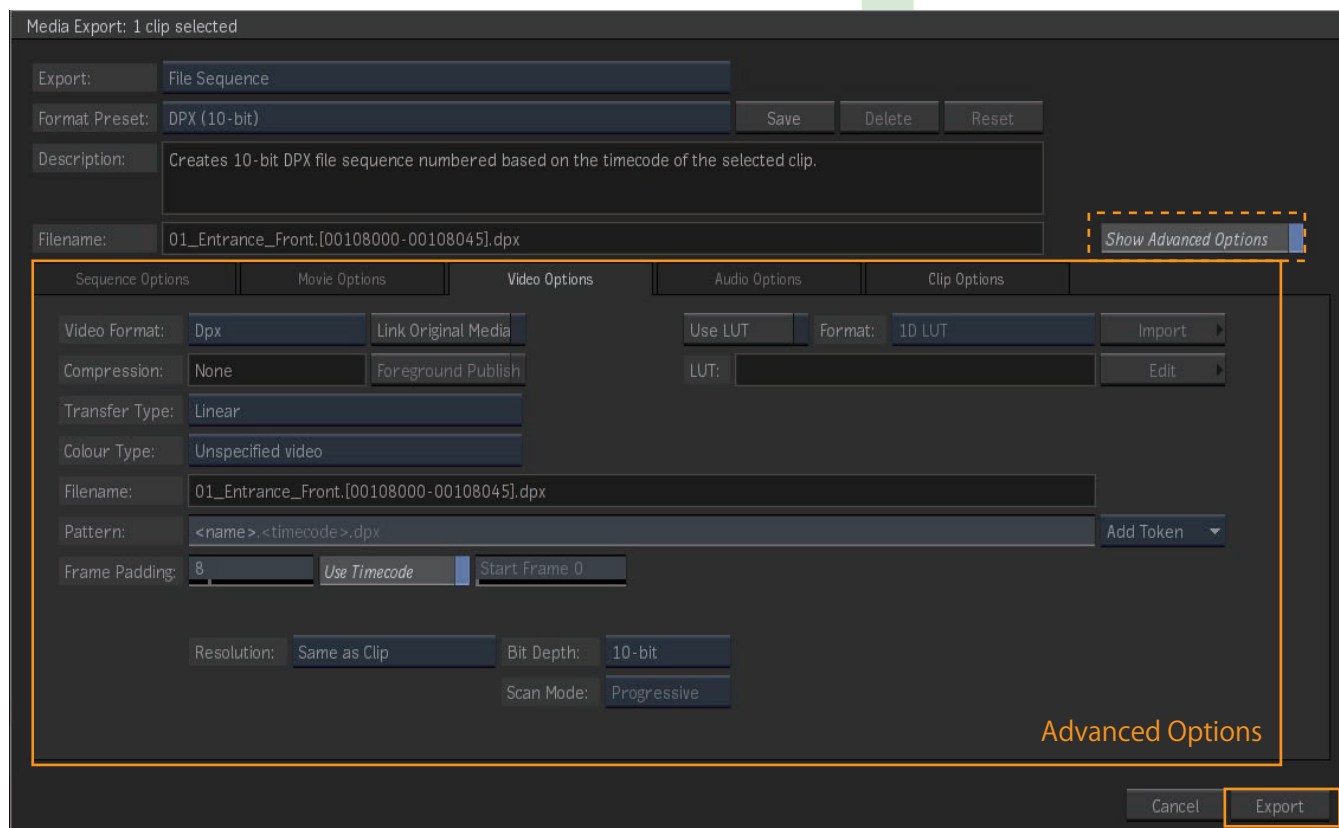 Media Export: 1 clip selected
Export: File Sequence
Format Preset: DPX (10-bit) Save Delete Reset
Description: Creates 10-bit DPX file sequence numbered based on the timecode of the selected clip.
Filename: 01_Entrance_Front.[00108000-00108045].dpx Show Advanced Options
Sequence Options Movie Options Video Options Audio Options Clip Options
Video Format: Dpx Link Original Media Use LUT Format: 1D LUT Import
Compression: None Foreground Publish LUT: Edit
Transfer Type: Linear
Colour Type: Unspecified video
Filename: 01_Entrance_Front.[00108000-00108045].dpx
Pattern: <name>.<timecode>.dpx Add Token
Frame Padding: 8 Use Timecode Start Frame 0
Resolution: Same as Clip Bit Depth: 10-bit
Scan Mode: Progressive
Advanced Options
Cancel Export